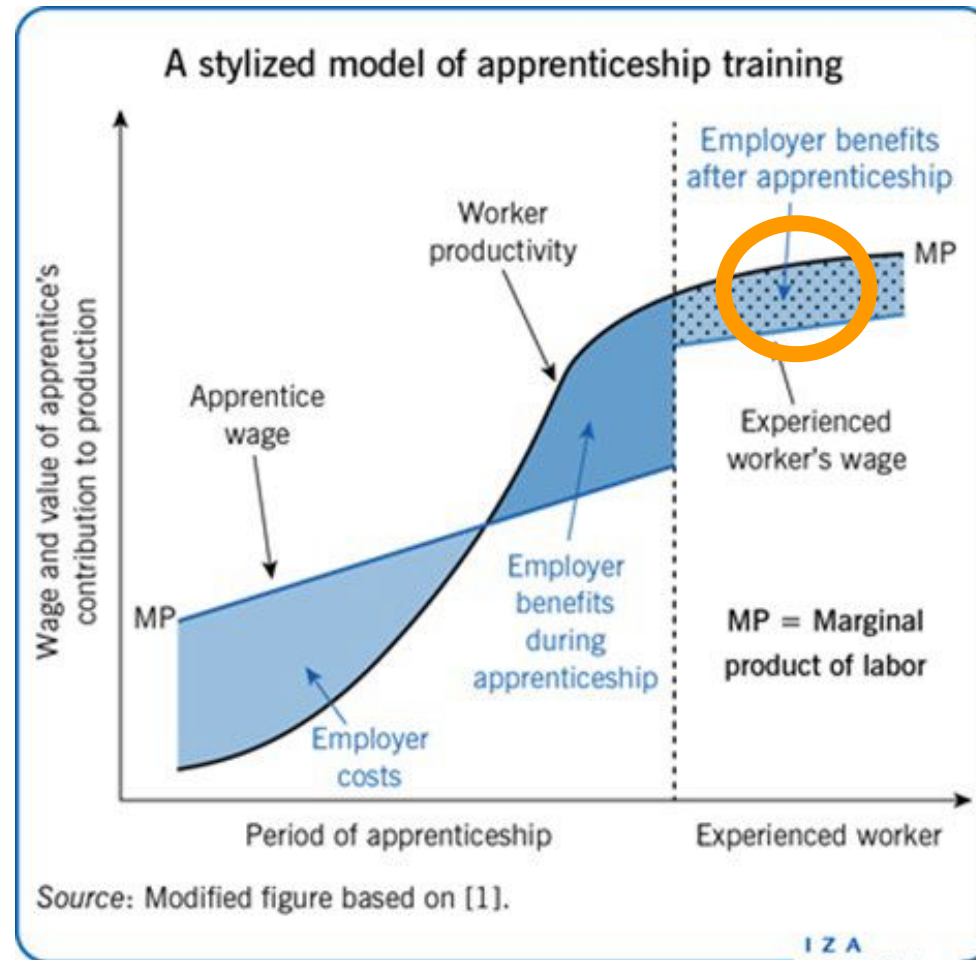 A stylized model of apprenticeship training
Wage and value of apprentice's
contribution to production
Employer benefits
after apprenticeship
Worker
productivity
MP
Apprentice
wage
Experienced
worker's wage
MP
Employer
benefits
during
apprenticeship
MP = Marginal
product of labor
Employer
costs
Period of apprenticeship
Experienced worker
Source: Modified figure based on [1].
I Z A